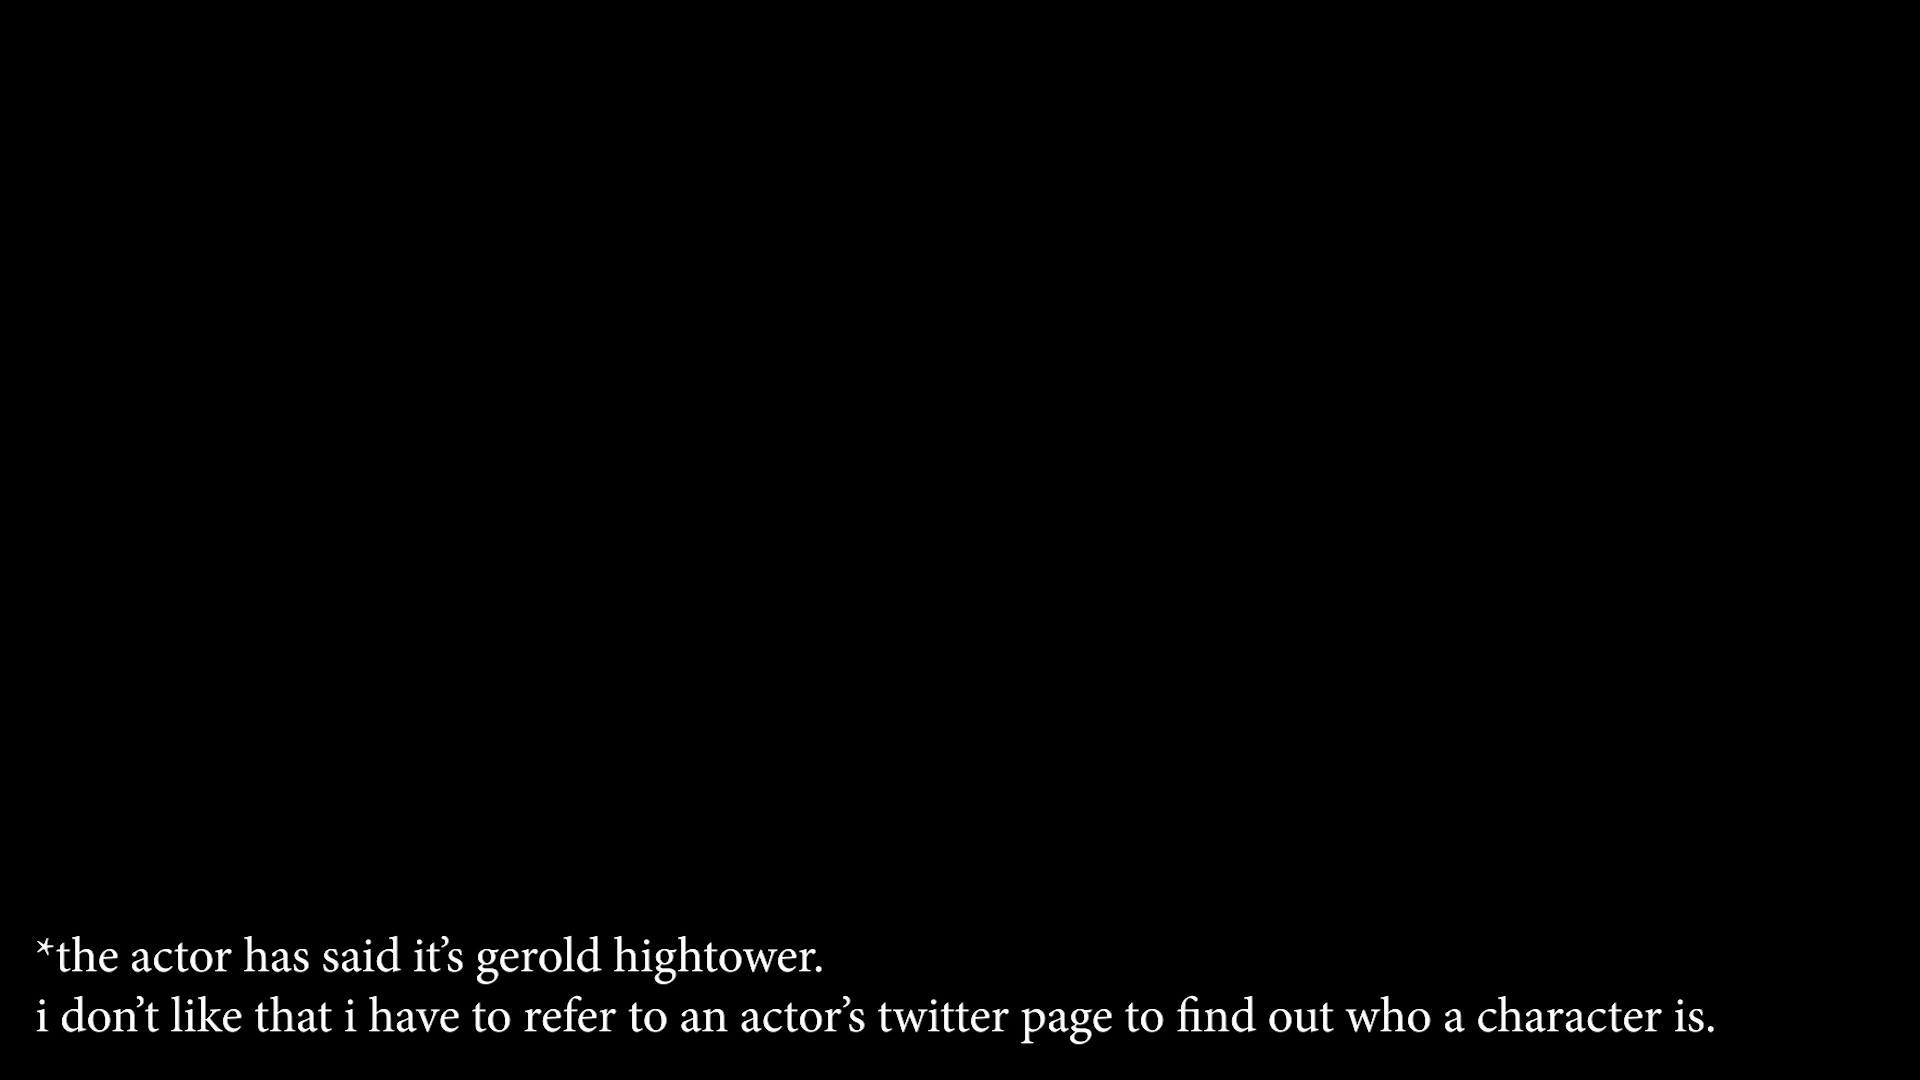 *the actor has said it’s gerold hightower.
i don’t like that i have to refer to an actor’s twitter page to find out who a character is.